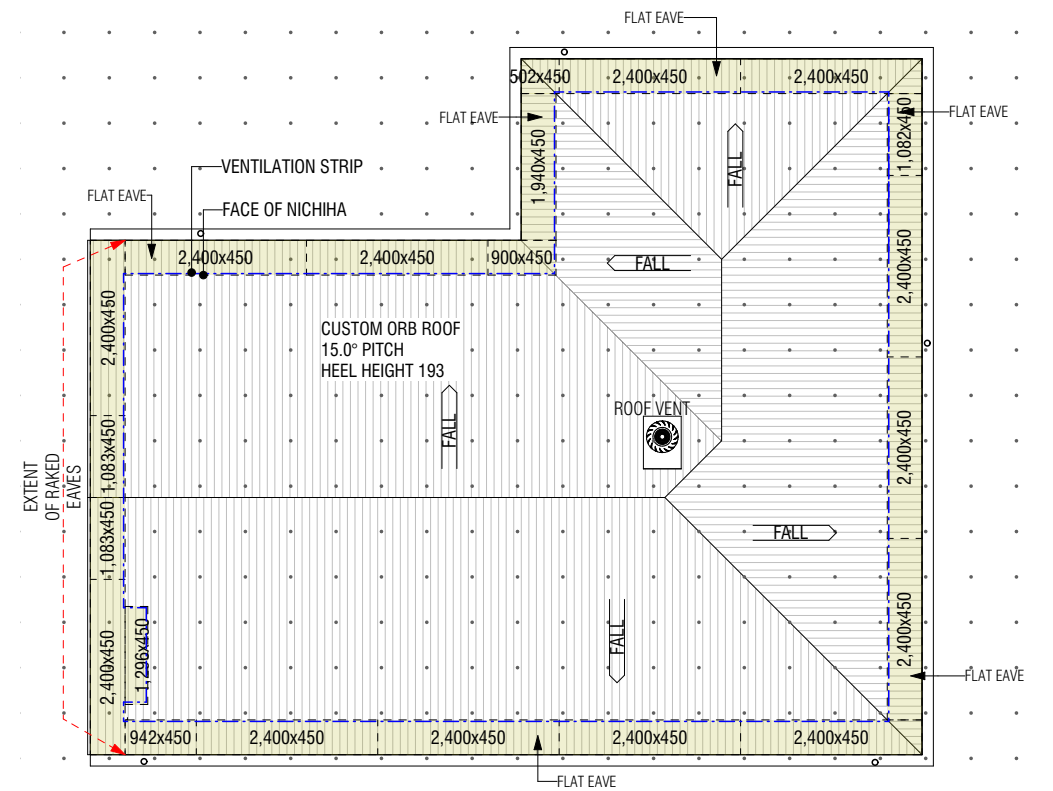 FLAT EAVE
502x450
2,400x450
2,400x450
FLAT EAVE
1,940x450
1,082x450
FLAT EAVE
VENTILATION STRIP
FLAT EAVE
FACE OF NICHIHA
2,400x450
2,400x450
900x450
FALL
FALL
2,400x450
2,400x450
CUSTOM ORB ROOF
15.0° PITCH
HEEL HEIGHT 193
ROOF VENT
FALL
2,400x450
1,083x450
EXTENT
OF RAKED
EAVES
1,083x450
FALL
2,400x450
1,296x450
FALL
2,400x450
FLAT EAVE
942x450
2,400x450
2,400x450
2,400x450
2,400x450
FLAT EAVE